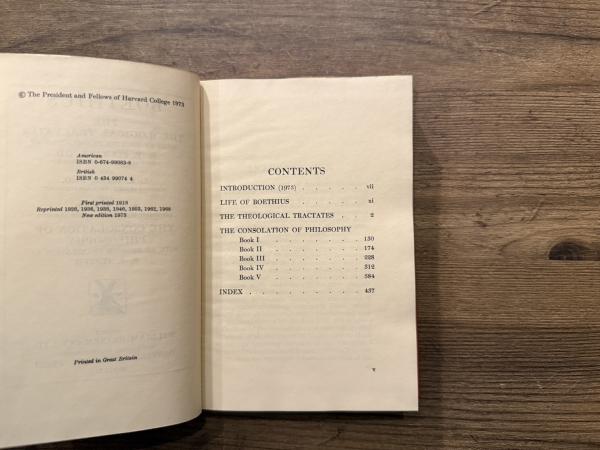 © The President and Fellows of Harvard College 1973
American
ISBN 0-674-99083-8
British
ISBN 0 434 99074 4
First printed 1918
Reprinted 1926, 1936, 1938, 1946, 1953, 1962, 1968
New edition 1973
Printed in Great Britain
CONTENTS
INTRODUCTION (1973) . . . . . vii
LIFE OF BOETHIUS . . . . . . xi
THE THEOLOGICAL TRACTATES . . 2
THE CONSOLATION OF PHILOSOPHY
Book I . . . . . . . 130
Book II . . . . . . . 174
Book III . . . . . . . 228
Book IV . . . . . . . 312
Book V . . . . . . . 384
INDEX . . . . . . . . 437
v